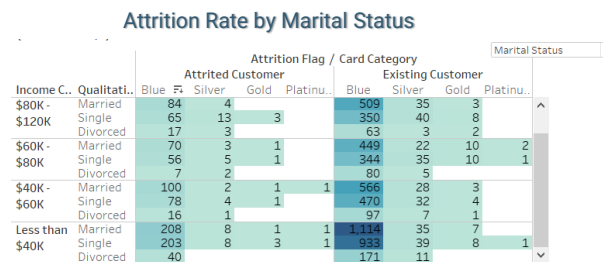 Attrition Rate by Marital Status
Marital Status
Attrition Flag / Card Category
Attrited Customer Existing Customer
Income C.. Qualitati.. Blue Silver Gold Platinu.. Blue Silver Gold Platinu..
$80K - Married 84 4 509 35 3
$120K Single 65 13 3 350 40 8
Divorced 17 3 63 3 2
$60K - Married 70 3 1 449 22 10 2
$80K Single 56 5 1 344 35 10 1
Divorced 7 2 80 5
$40K - Married 100 2 1 1 566 28 3
$60K Single 78 4 1 470 32 4
Divorced 16 1 97 7 1
Less than Married 208 8 1 1 1,114 35 7
$40K Single 203 8 3 1 933 39 8 1
Divorced 40 171 11